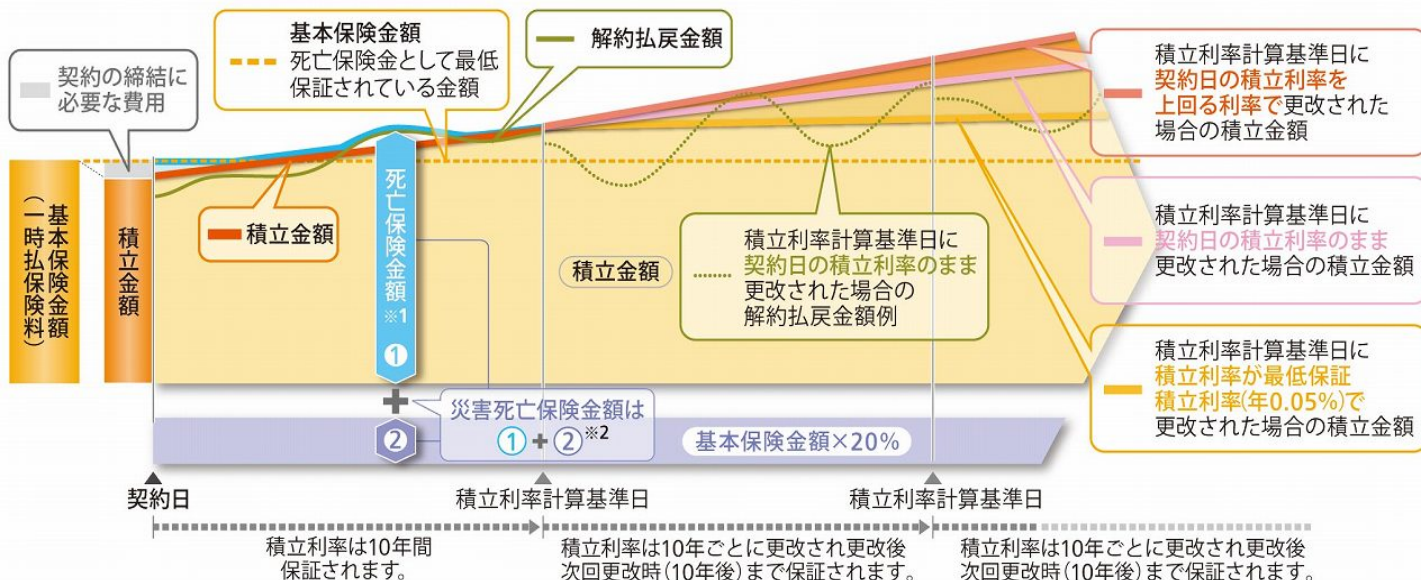 契約の締結に
必要な費用
基本保険金額
死亡保険金として最低
保証されている金額
解約払戻金額
積立利率計算基準日に
契約日の積立利率を
上回る利率で更改された
場合の積立金額
基本保険金額
(一時払保険料)
積立金額
積立金額
死亡保険金額
※1
1
積立金額
積立利率計算基準日に
契約日の積立利率のまま
更改された場合の
解約払戻金額例
積立利率計算基準日に
契約日の積立利率のまま
更改された場合の積立金額
積立利率計算基準日に
積立利率が最低保証
積立利率(年0.05%)で
更改された場合の積立金額
+
2
災害死亡保険金額は
①+②※2
基本保険金額×20%
契約日
積立利率計算基準日
積立利率計算基準日
積立利率は10年間
保証されます。
積立利率は10年ごとに更改され更改後
次回更改時(10年後)まで保証されます。
積立利率は10年ごとに更改され更改後
次回更改時(10年後)まで保証されます。